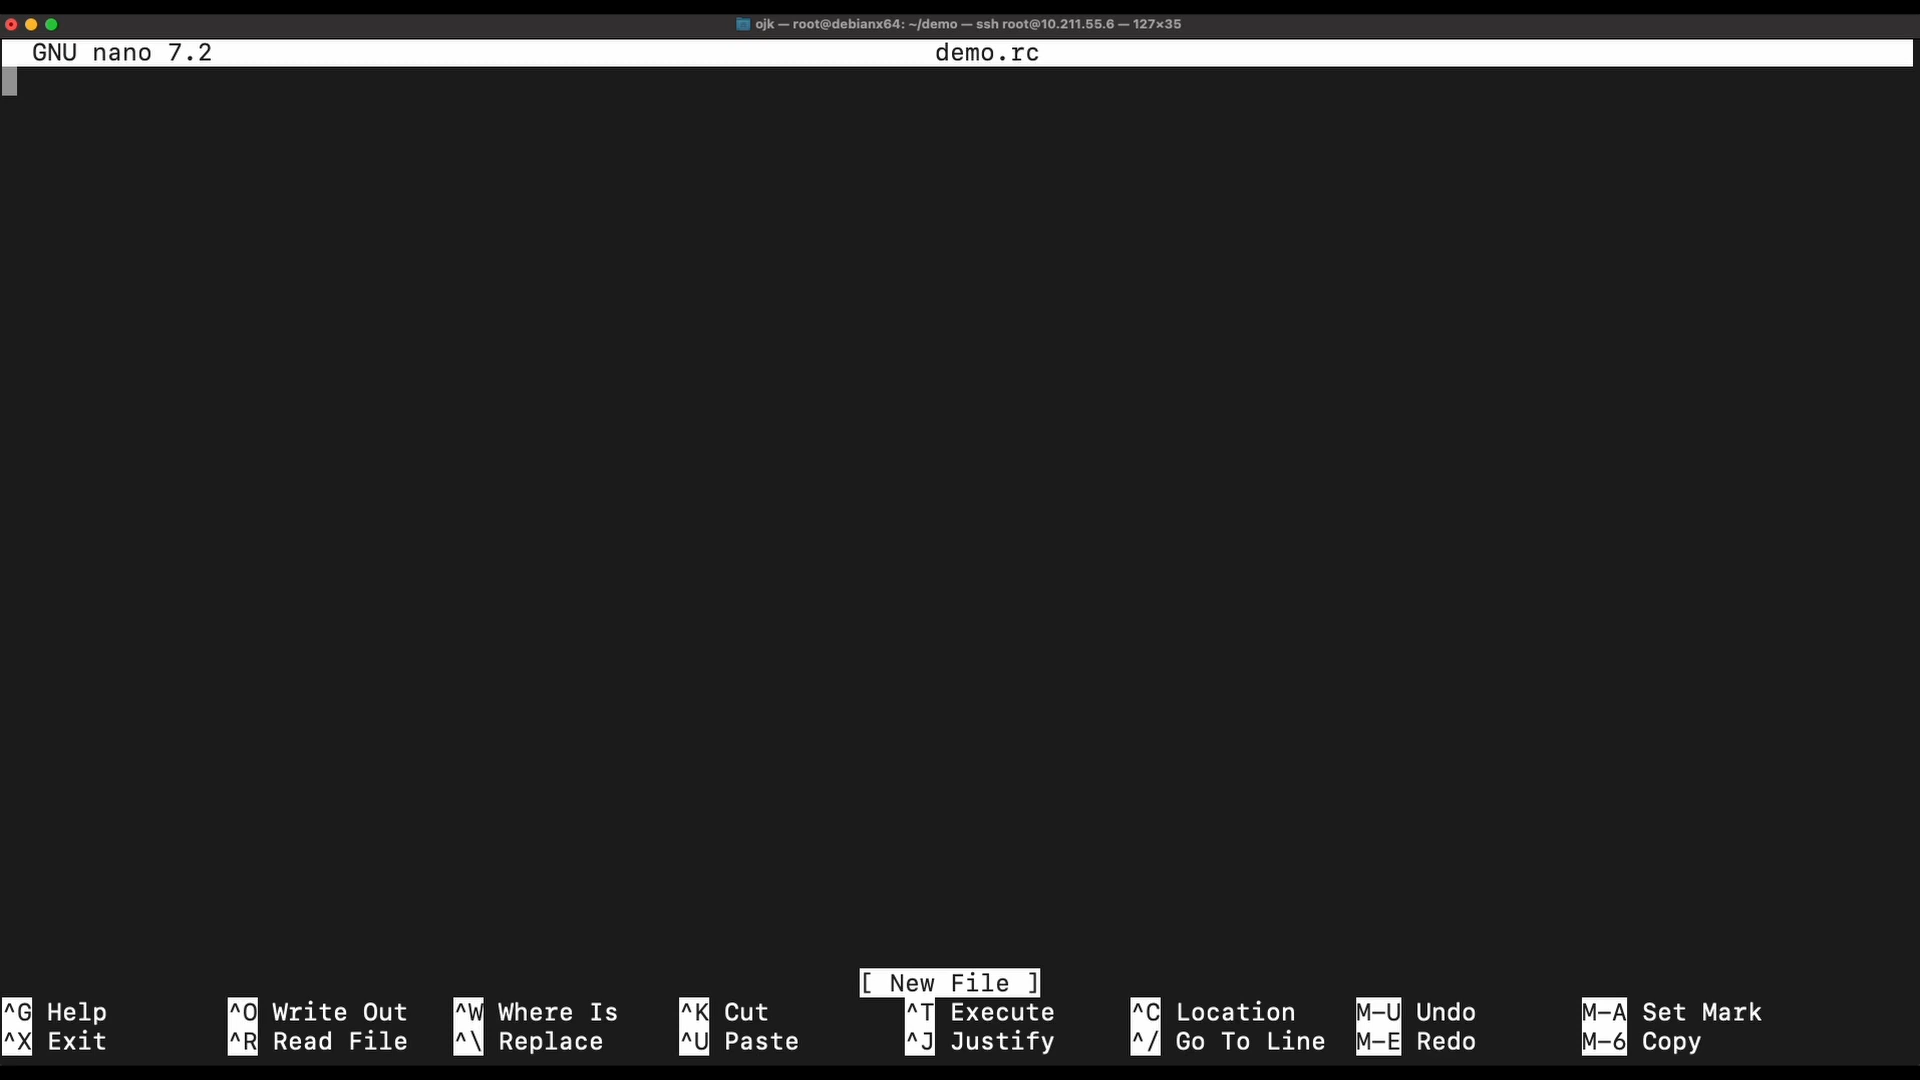 ojk — root@debianx64: ~/demo — ssh root@10.211.55.6 — 127×35
GNU nano 7.2 demo.rc
[ New File ]
^G Help ^O Write Out ^W Where Is ^K Cut ^T Execute ^C Location M-U Undo M-A Set Mark
^X Exit ^R Read File ^\ Replace ^U Paste ^J Justify ^/ Go To Line M-E Redo M-6 Copy